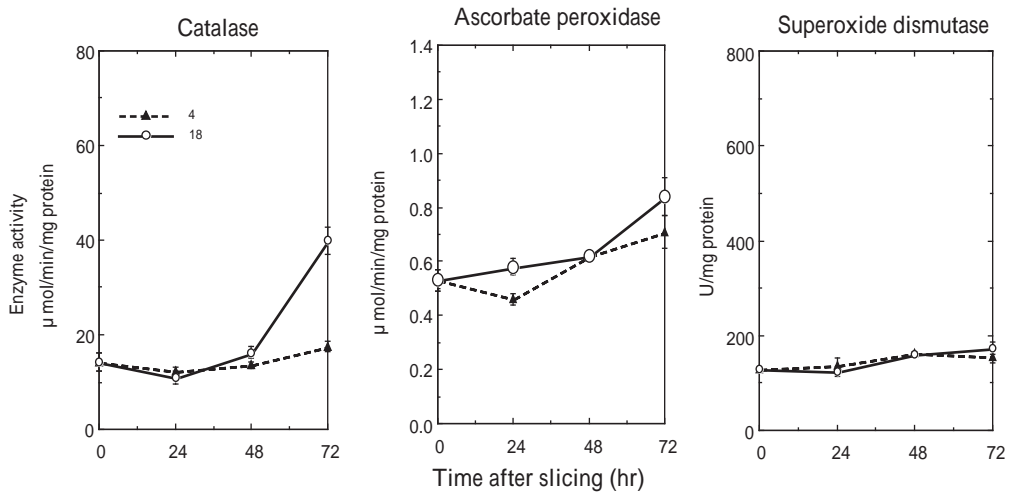 Catalase
Ascorbate peroxidase
Superoxide dismutase
Enzyme activity
μ mol/min/mg protein
80
60
40
20
0
4
18
0 24 48 72
μ mol/min/mg protein
1.4
1.2
1.0
0.8
0.6
0.4
0.2
0.0
0 24 48 72
U/mg protein
800
600
400
200
0
0 24 48 72
Time after slicing (hr)